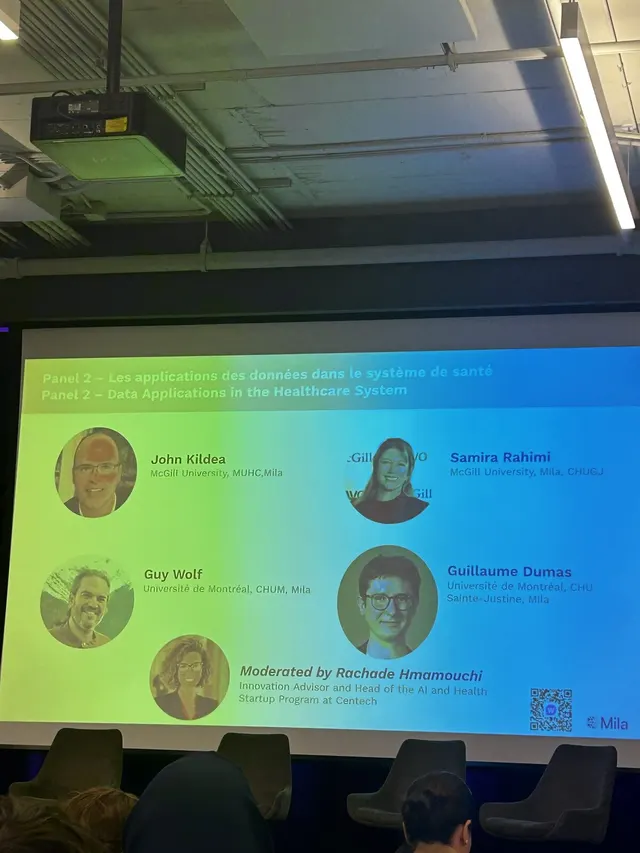 Panel 2 – Les applications des données dans le système de santé
Panel 2 – Data Applications in the Healthcare System
John Kildea
McGill University, MUHC,Mila
Samira Rahimi
McGill University, Mila, CHUGJ
Guy Wolf
Université de Montréal, CHUM, Mila
Guillaume Dumas
Université de Montréal, CHU
Sainte-Justine, Mila
Moderated by Rachade Hmamouchi
Innovation Advisor and Head of the AI and Health
Startup Program at Centech
Mila